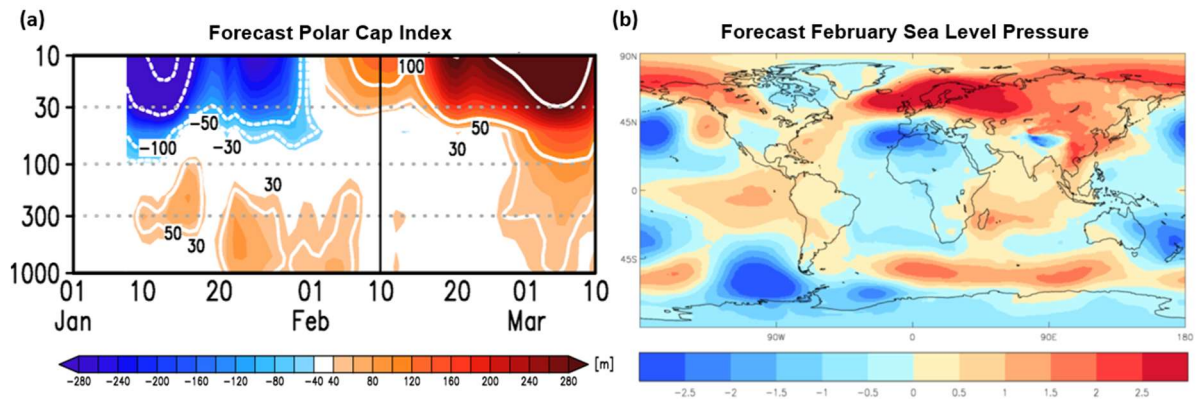 (a)
Forecast Polar Cap Index
10
30
100
300
1000
-50
-100
-30
30
50
30
30
100
50
30
01 10 20 01 10 20 01 10
Jan Feb Mar
-280 -240 -200 -160 -120 -80 -40 40 80 120 160 200 240 280 [m]
(b)
Forecast February Sea Level Pressure
90N
45N
0
45S
90W 0 90E 180
-2.5 -2 -1.5 -1 -0.5 0 0.5 1 1.5 2 2.5